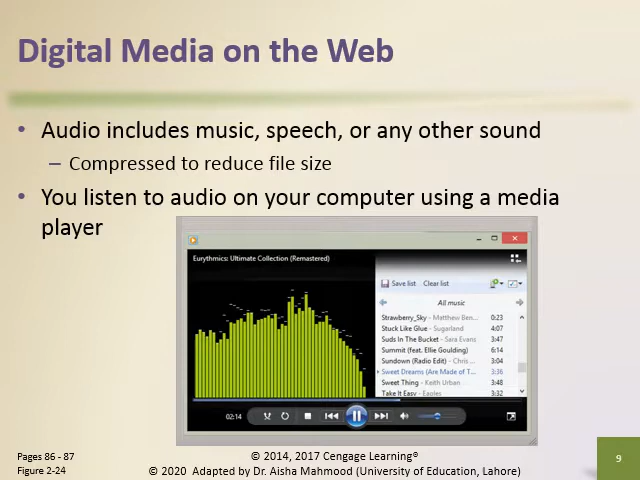 Digital Media on the Web
• Audio includes music, speech, or any other sound
– Compressed to reduce file size
• You listen to audio on your computer using a media
player
Eurythmics: Ultimate Collection (Remastered)
Save list Clear list
All music
Strawberry_Sky - Matthew Ben... 0:23
Stuck Like Glue - Sugarland 4:07
Suds In The Bucket - Sara Evans 3:47
Summit (feat. Ellie Goulding) 6:14
Sundown (Radio Edit) - Chris ... 3:04
Sweet Dreams (Are Made of T... 3:36
Sweet Thing - Keith Urban 3:48
Take It Easy - Eagles 3:32
02:14
Pages 86 - 87
Figure 2-24
© 2014, 2017 Cengage Learning®
© 2020 Adapted by Dr. Aisha Mahmood (University of Education, Lahore)
9